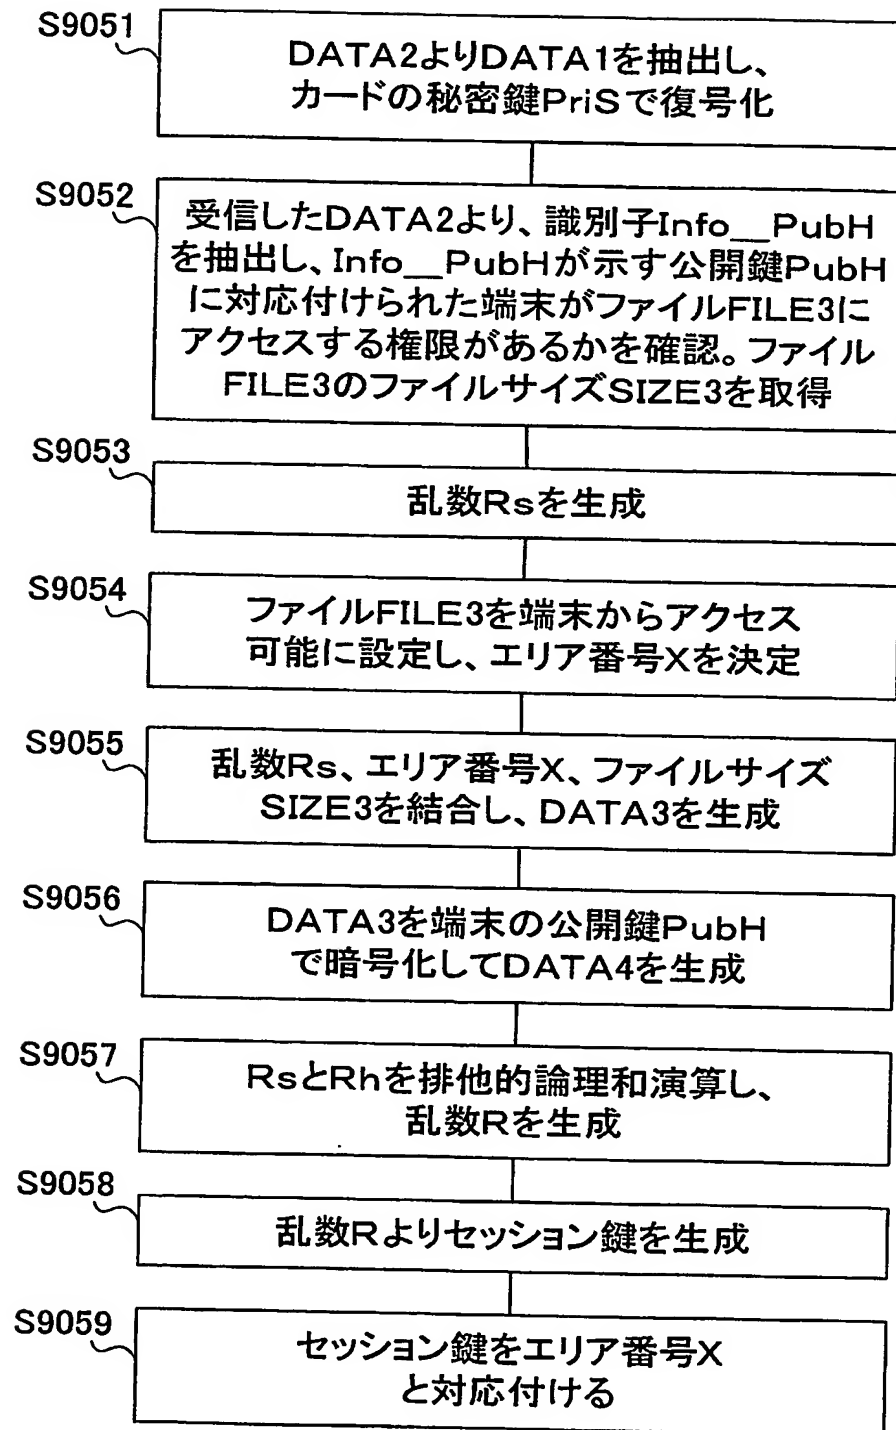 S9051
DATA2よりDATA1を抽出し、
カードの秘密鍵PriSで復号化
S9052
受信したDATA2より、識別子Info__PubH
を抽出し、Info__PubHが示す公開鍵PubH
に対応付けられた端末がファイルFILE3に
アクセスする権限があるかを確認。ファイル
FILE3のファイルサイズSIZE3を取得
S9053
乱数Rsを生成
S9054
ファイルFILE3を端末からアクセス
可能に設定し、エリア番号Xを決定
S9055
乱数Rs、エリア番号X、ファイルサイズ
SIZE3を結合し、DATA3を生成
S9056
DATA3を端末の公開鍵PubH
で暗号化してDATA4を生成
S9057
RsとRhを排他的論理和演算し、
乱数Rを生成
S9058
乱数Rよりセッション鍵を生成
S9059
セッション鍵をエリア番号X
と対応付ける